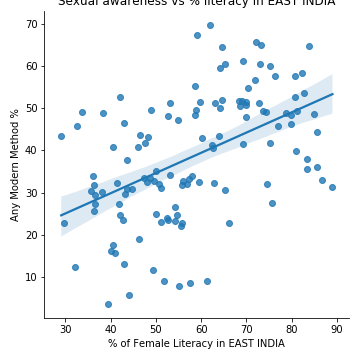 Sexual awareness vs % literacy in EAST INDIA
Any Modern Method %
70
60
50
40
30
20
10
30 40 50 60 70 80 90
% of Female Literacy in EAST INDIA